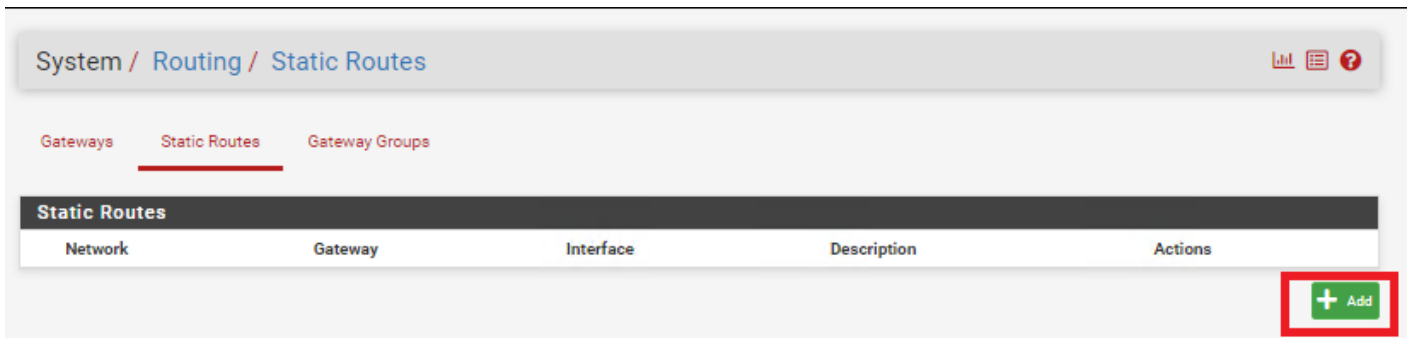 System / Routing / Static Routes
Gateways Static Routes Gateway Groups
Static Routes
Network Gateway Interface Description Actions
Add